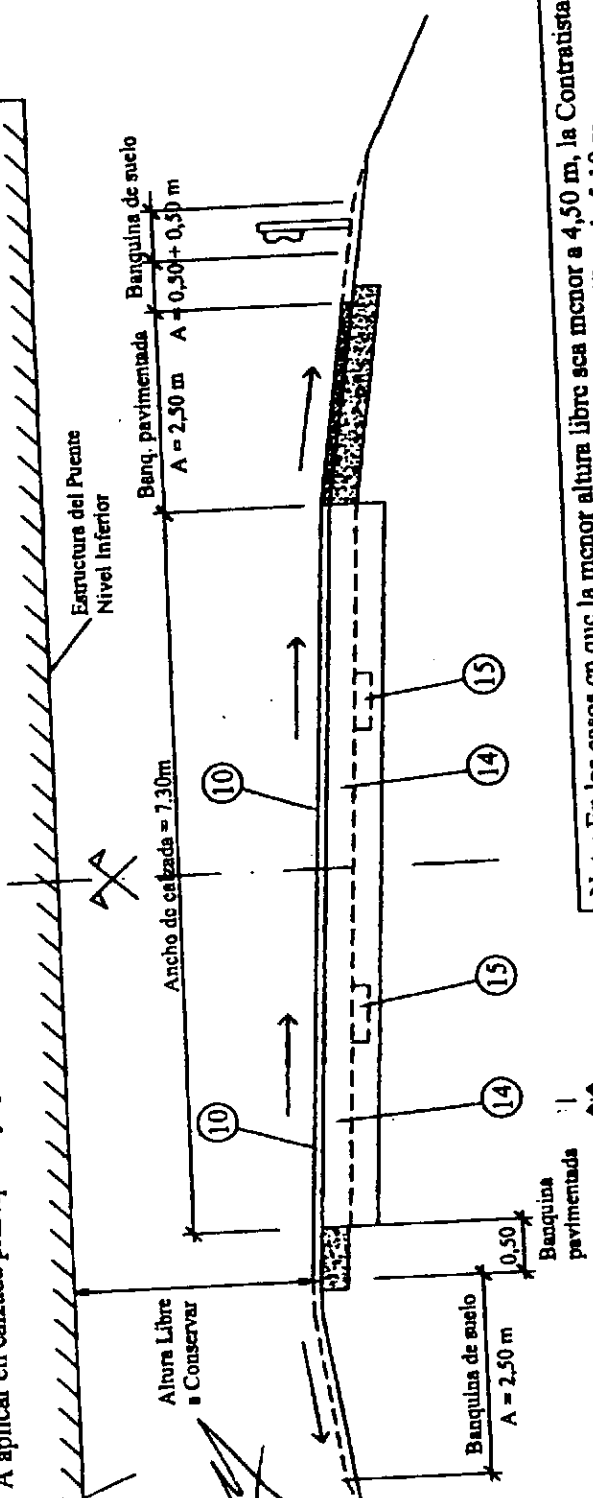 A aplicar en calzada
Estructura del Puente
Nivel Inferior
Ancho de calzada = 7.30m
Banq. pavimentada
A = 2,50 m
Banquina de suelo
A = 0,50 + 0,50 m
Altura Libre
a Conservar
10
10
14
15
14
15
0,50
Banquina
pavimentada
Banquina de suelo
A = 2,50 m
En los casos en que la menor altura libre sea menor a 4,50 m, la Contratista